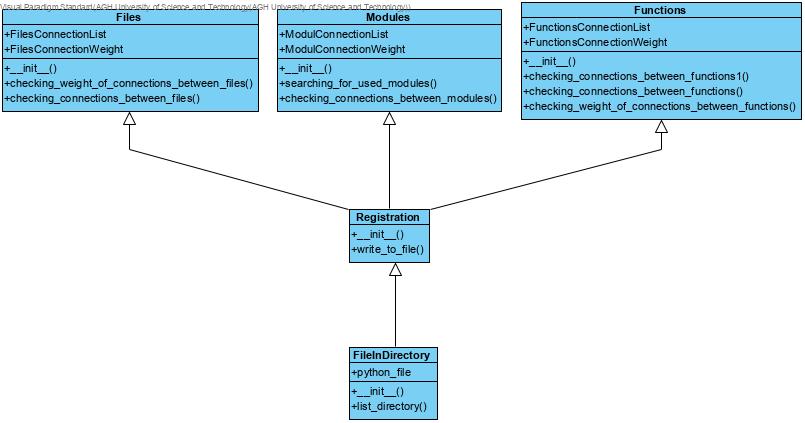 Visual Paradigm Standard(AGH University of Science and Technology(AGH University of Science and Technology))
Files
+FilesConnectionList
+FilesConnectionWeight
+__init__()
+checking_weight_of_connections_between_files()
+checking_connections_between_files()
Modules
+ModulConnectionList
+ModulConnectionWeight
+__init__()
+searching_for_used_modules()
+checking_connections_between_modules()
Functions
+FunctionsConnectionList
+FunctionsConnectionWeight
+__init__()
+checking_connections_between_functions1()
+checking_connections_between_functions()
+checking_weight_of_connections_between_functions()
Registration
+__init__()
+write_to_file()
FileInDirectory
+python_file
+__init__()
+list_directory()